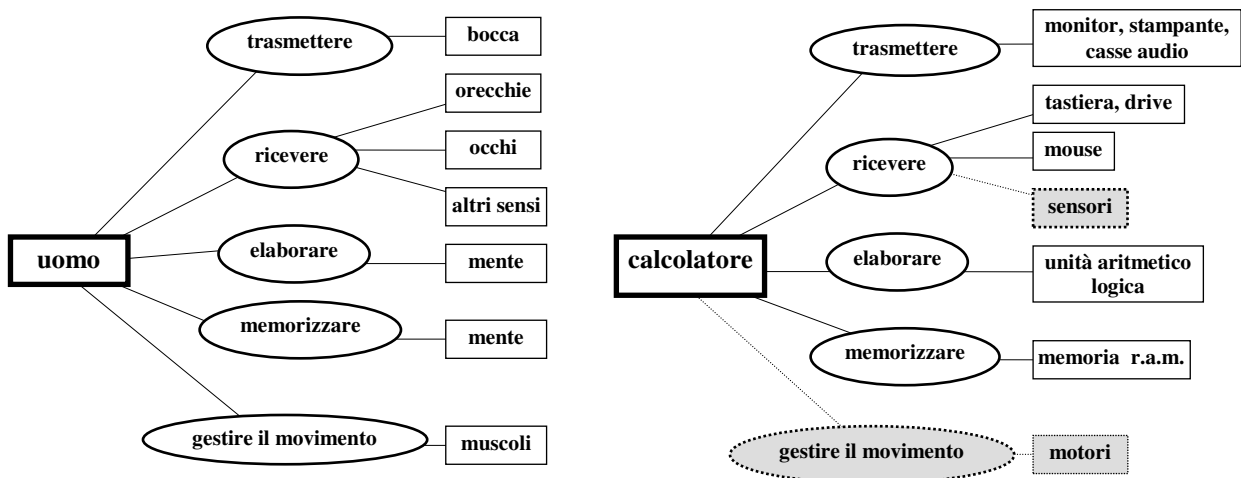 trasmettere
bocca
orecchie
ricevere
occhi
altri sensi
uomo
elaborare
mente
memorizzare
mente
gestire il movimento
muscoli
trasmettere
monitor, stampante,
casse audio
tastiera, drive
ricevere
mouse
sensori
calcolatore
elaborare
unità aritmetico
logica
memorizzare
memoria r.a.m.
gestire il movimento
motori